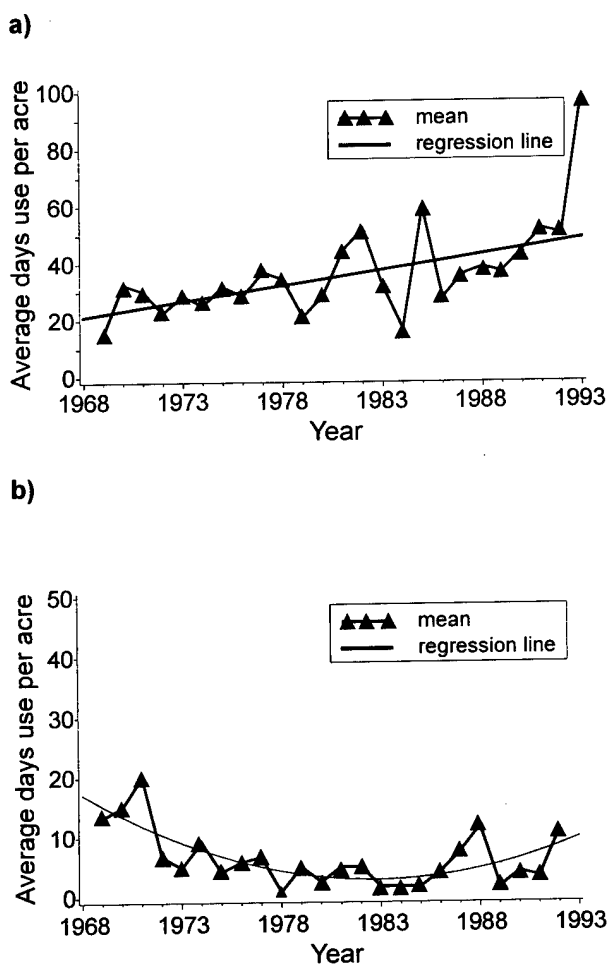 a)
Average days use per acre
100
80
60
40
20
0
mean
regression line
1968 1973 1978 1983 1988 1993
Year
b)
Average days use per acre
50
40
30
20
10
0
mean
regression line
1968 1973 1978 1983 1988 1993
Year